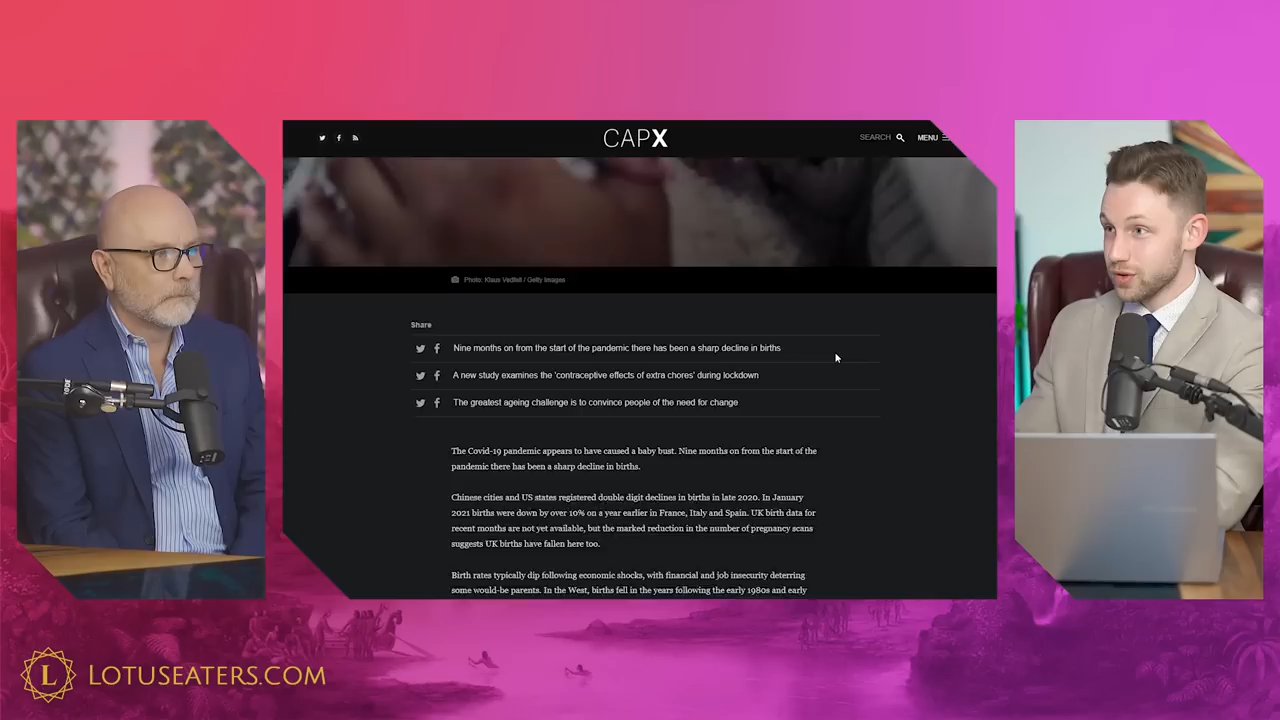 CAPX
SEARCH
MENU
Photo: Klaus Vedfelt / Getty Images
Share
Nine months on from the start of the pandemic there has been a sharp decline in births
A new study examines the 'contraceptive effects of extra chores' during lockdown
The greatest ageing challenge is to convince people of the need for change
The Covid-19 pandemic appears to have caused a baby bust. Nine months on from the start of the
pandemic there has been a sharp decline in births.
Chinese cities and US states registered double digit declines in births in late 2020. In January
2021 births were down by over 10% on a year earlier in France, Italy and Spain. UK birth data for
recent months are not yet available, but the marked reduction in the number of pregnancy scans
suggests UK births have fallen here too.
Birth rates typically dip following economic shocks, with financial and job insecurity deterring
some would-be parents. In the West, births fell in the years following the early 1980s and early
L
LOTUSEATERS.COM